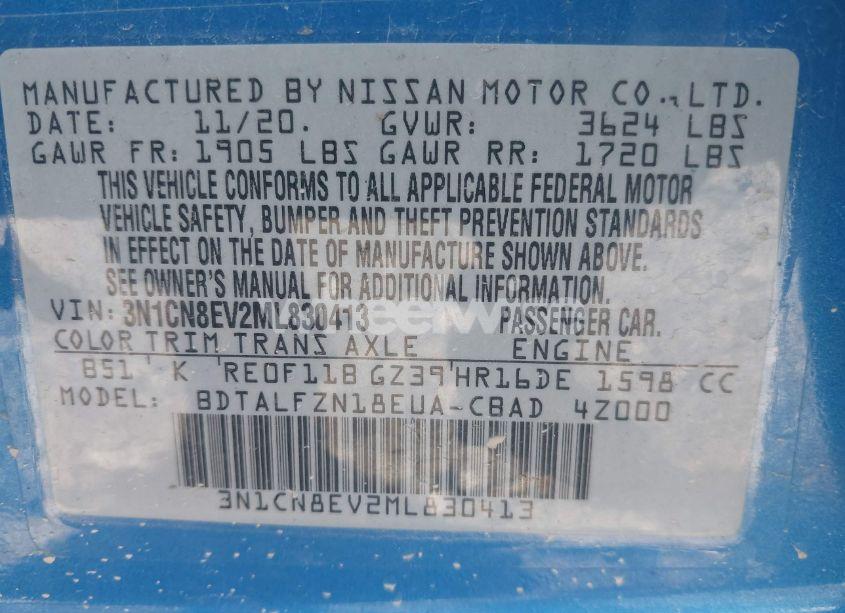 MANUFACTURED BY NISSAN MOTOR CO., LTD.
DATE: 11/20. GVWR: 3624 LBS
GAWR FR: 1905 LBS GAWR RR: 1720 LBS
THIS VEHICLE CONFORMS TO ALL APPLICABLE FEDERAL MOTOR
VEHICLE SAFETY, BUMPER AND THEFT PREVENTION STANDARDS
IN EFFECT ON THE DATE OF MANUFACTURE SHOWN ABOVE.
SEE OWNER'S MANUAL FOR ADDITIONAL INFORMATION.
VIN: 3N1CN8EV2ML830413 PASSENGER CAR.
COLOR TRIM TRANS AXLE ENGINE
B51 K RE0F11B GZ39 HR16DE 1598 CC
MODEL: BDTALFZN18EUA-CBAD 4Z000
3N1CN8EV2ML830413